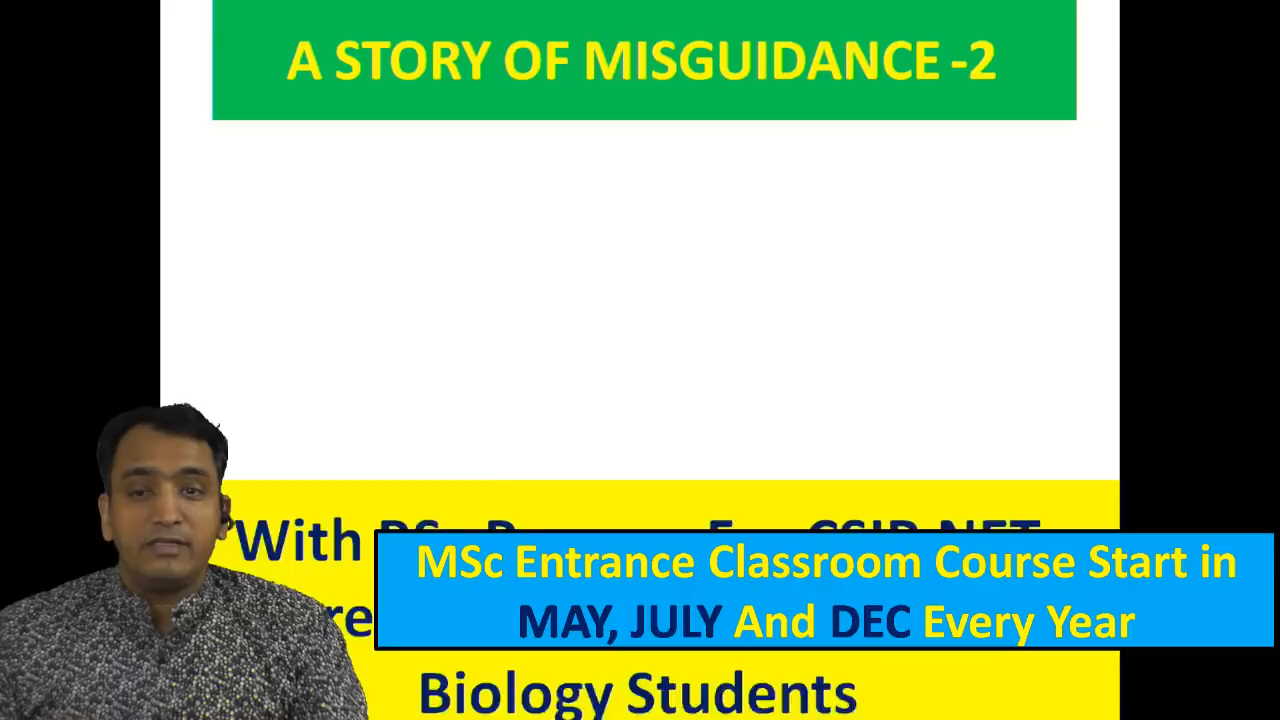 A STORY OF MISGUIDANCE -2
With
MSc Entrance Classroom Course Start in
MAY, JULY And DEC Every Year
Biology Students